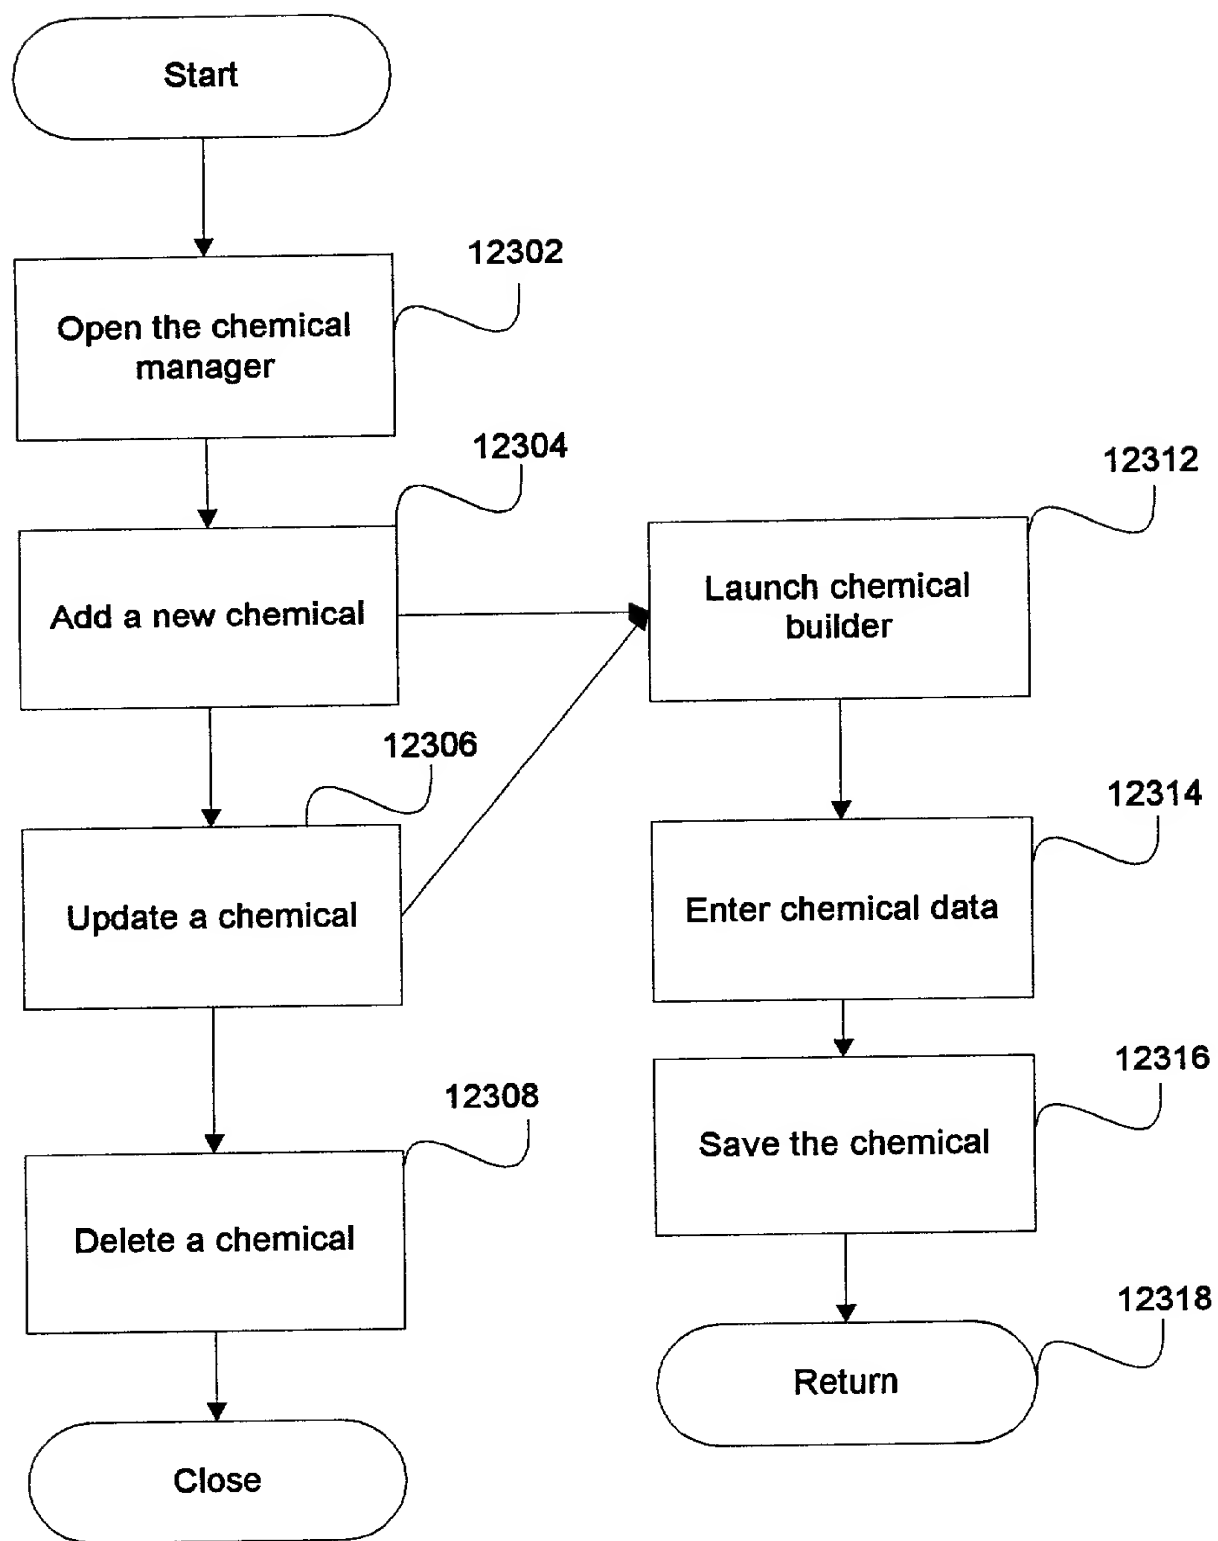 Start
12302
Open the chemical
manager
12304
Add a new chemical
12306
Update a chemical
12308
Delete a chemical
Close
12312
Launch chemical
builder
12314
Enter chemical data
12316
Save the chemical
12318
Return